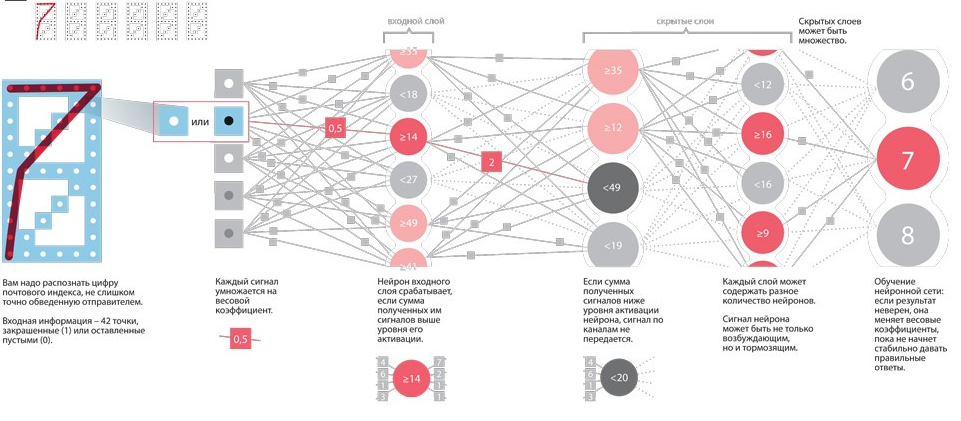 входной слой
скрытые слои
Скрытых слоев
может быть
множество.
≥35
<18
≥14
<27
≥49
≥41
или
0,5
2
≥35
≥12
<49
<19
<12
≥16
<16
≥9
6
7
8
Вам надо распознать цифру
почтового индекса, не слишком
точно обведенную отправителем.
Входная информация – 42 точки,
закрашенные (1) или оставленные
пустыми (0).
Каждый сигнал
умножается на
весовой
коэффициент.
0,5
Нейрон входного
слоя срабатывает,
если сумма
полученных им
сигналов выше
уровня его
активации.
4
6
1
3
≥14
7
2
1
1
Если сумма
полученных
сигналов ниже
уровня активации
нейрона, сигнал по
каналам не
передается.
4
6
1
3
<20
Каждый слой может
содержать разное
количество нейронов.
Сигнал нейрона
может быть не только
возбуждающим,
но и тормозящим.
Обучение
нейронной сети:
если результат
неверен, она
меняет весовые
коэффициенты,
пока не начнет
стабильно давать
правильные
ответы.